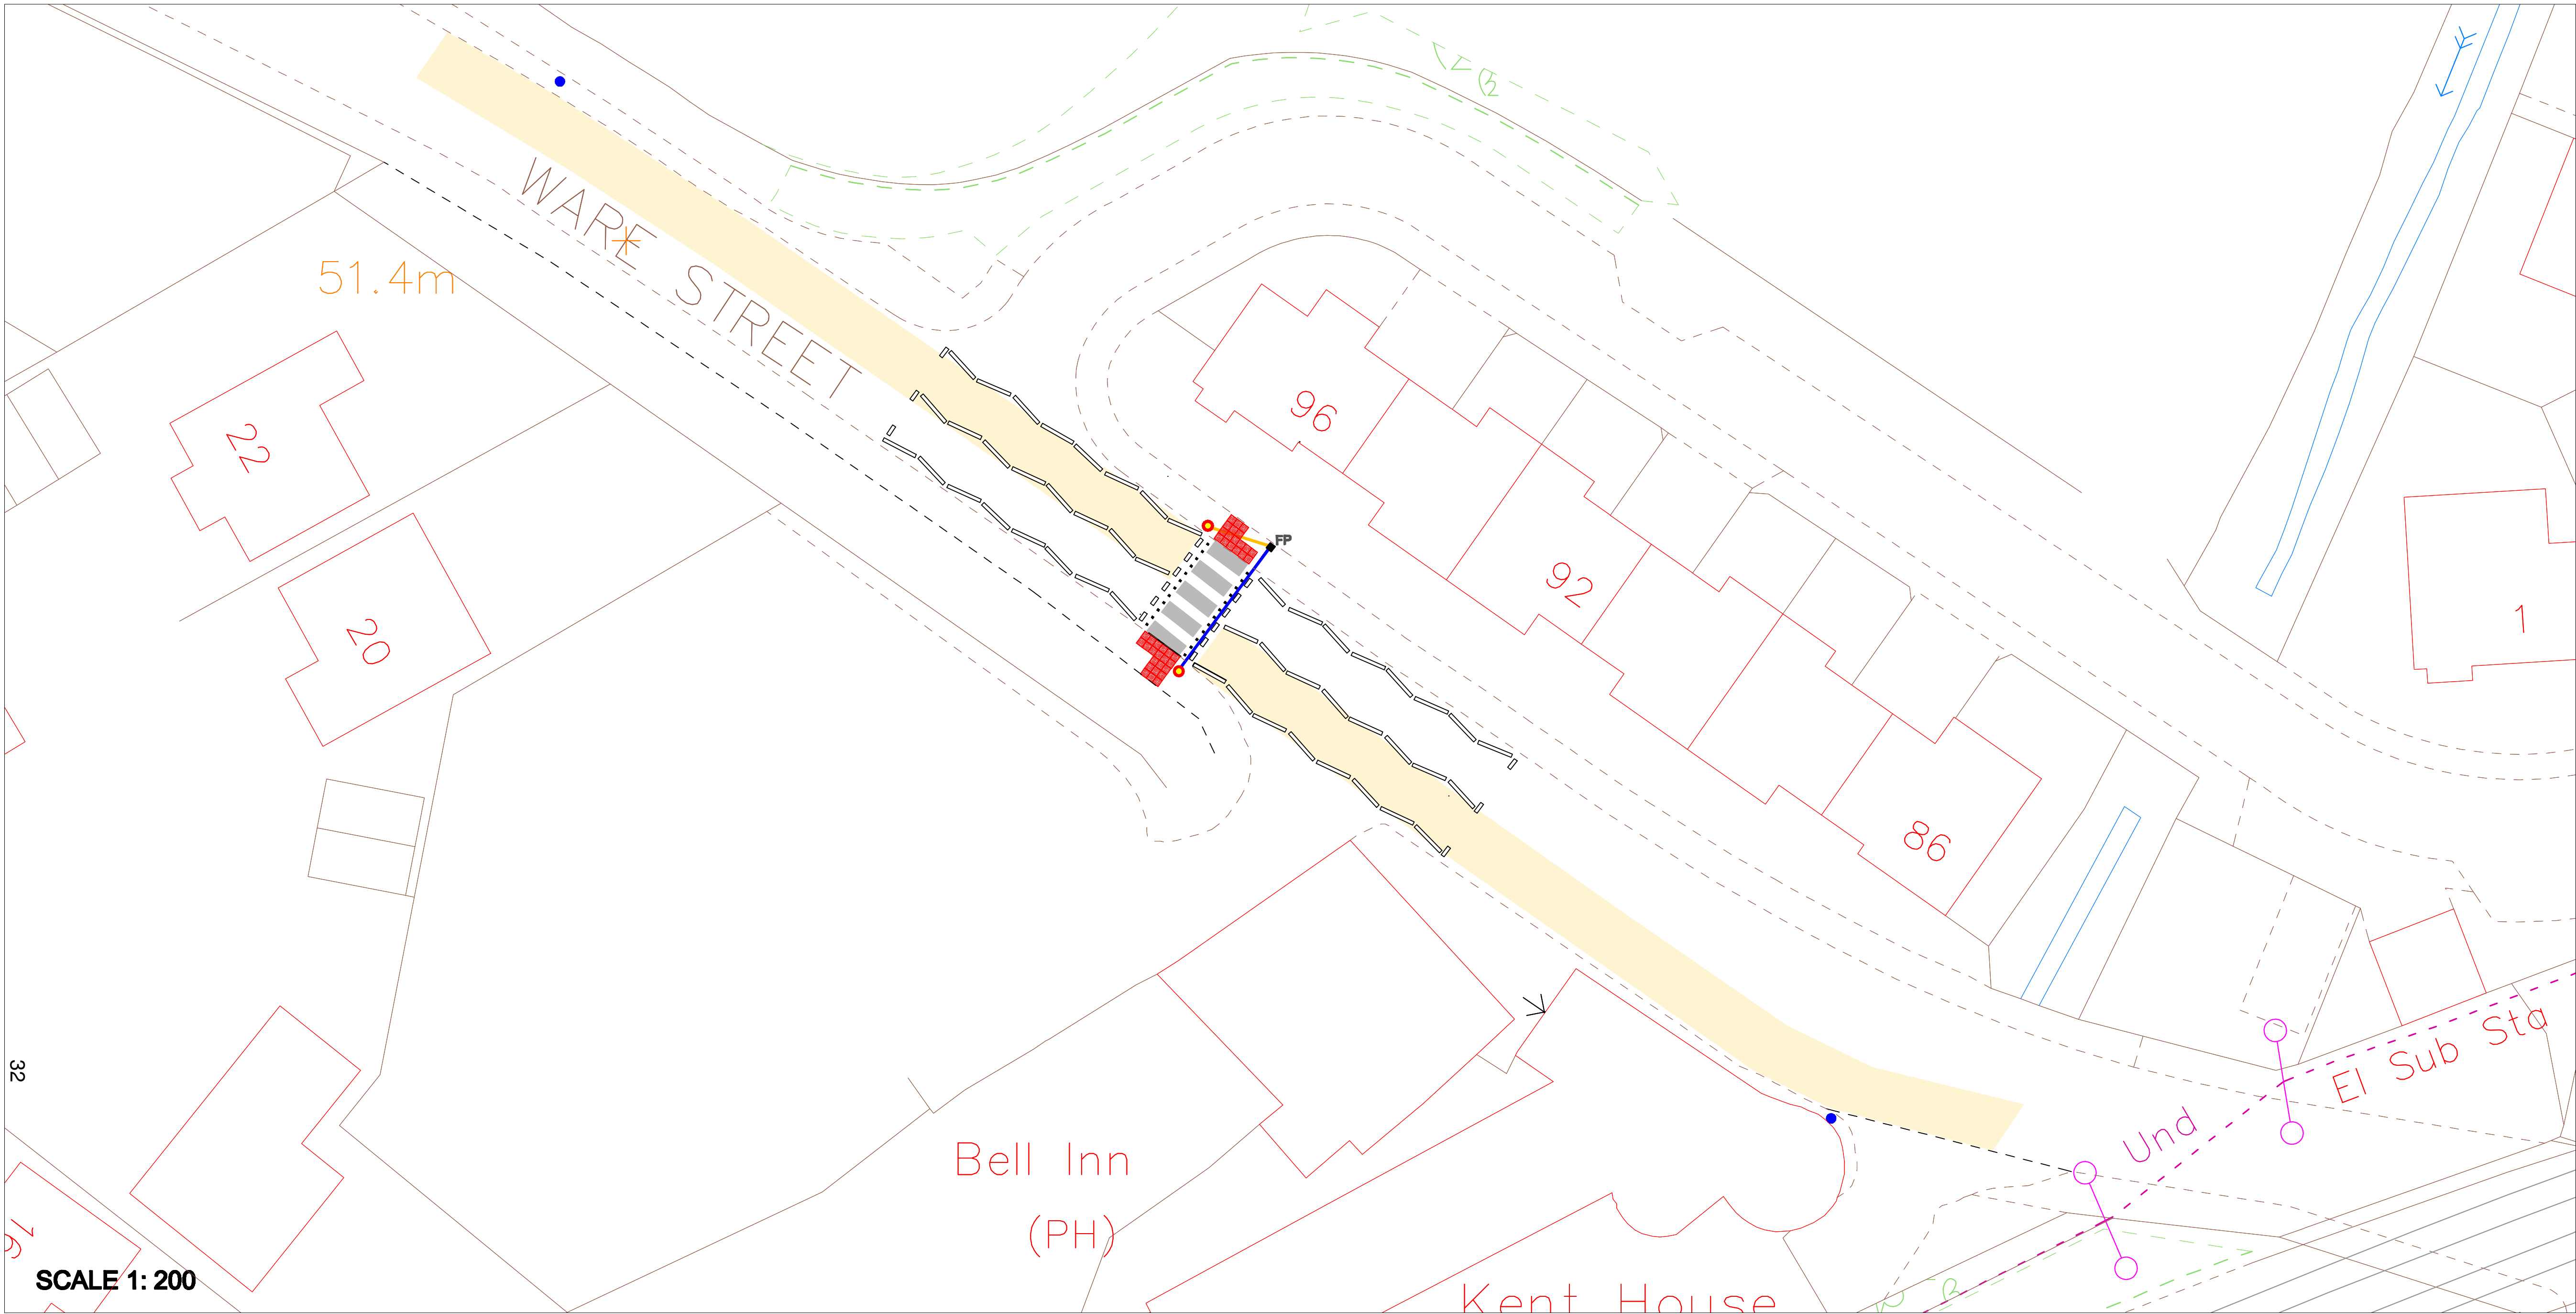 WARE STREET
51.4m
96
22
FP
92
1
20
86
32
El Sub Sta
Und
Bell Inn
(PH)
16
SCALE 1: 200
Kent House